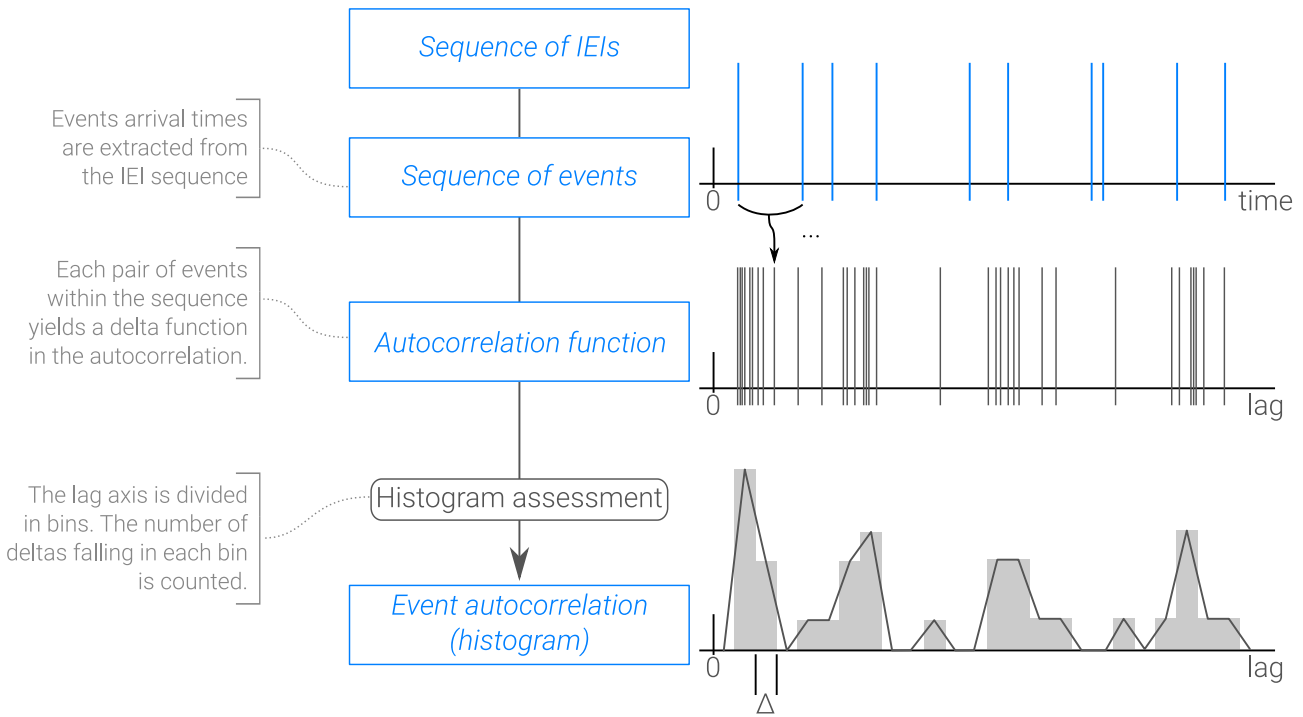 Sequence of IEIs
Events arrival times
are extracted from
the IEI sequence
Sequence of events
0
time
...
Each pair of events
within the sequence
yields a delta function
in the autocorrelation.
Autocorrelation function
0
lag
The lag axis is divided
in bins. The number of
deltas falling in each bin
is counted.
Histogram assessment
Event autocorrelation
(histogram)
0
lag
Δ